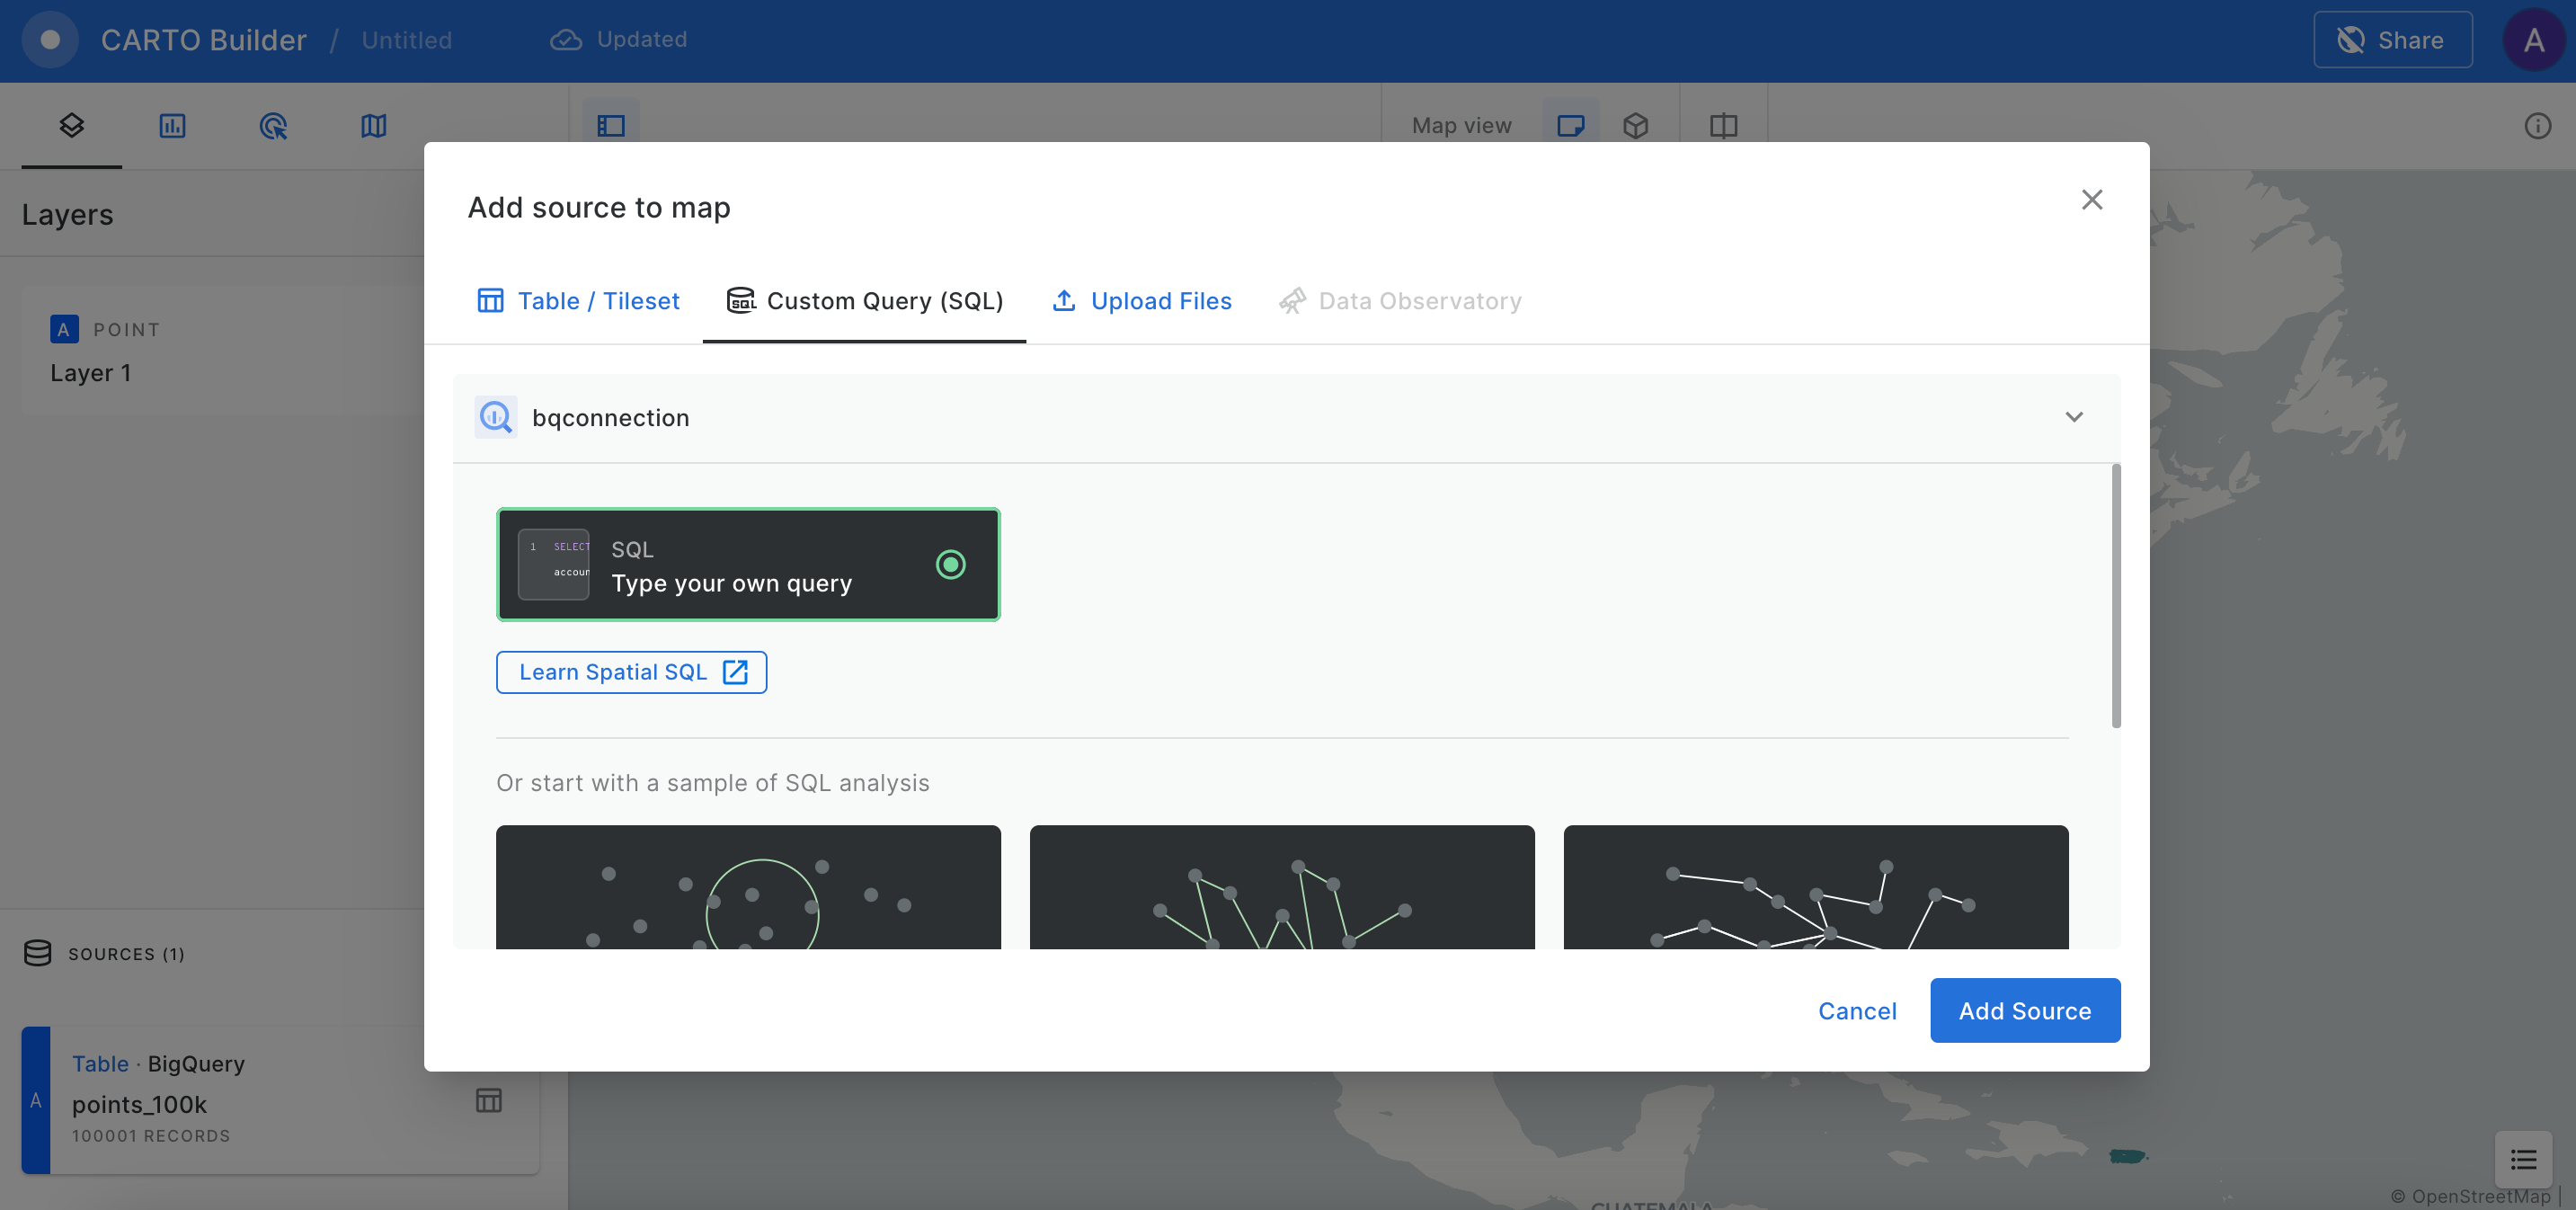 CARTO Builder / Untitled
Updated
Share
A
Map view
Layers
A POINT
Layer 1
SOURCES (1)
A
Table · BigQuery
points_100k
100001 RECORDS
Add source to map
Table / Tileset
Custom Query (SQL)
Upload Files
Data Observatory
bqconnection
1 SELECT
accoun
SQL
Type your own query
Learn Spatial SQL
Or start with a sample of SQL analysis
Cancel
Add Source
GUATEMALA
© OpenStreetMap |